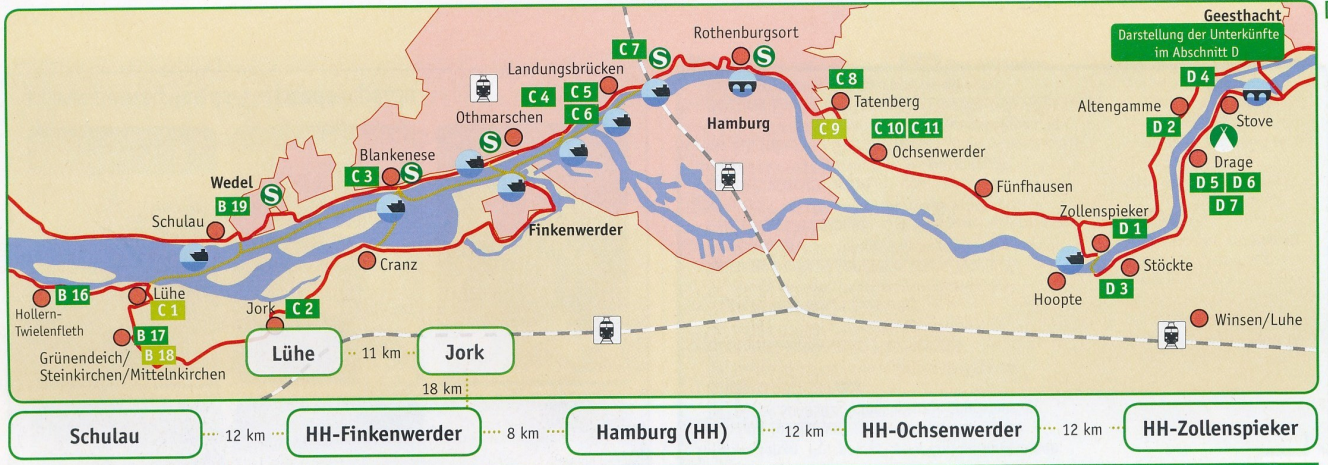 Geesthacht
Darstellung der Unterkünfte
im Abschnitt D
Rothenburgsort
S
C 7
S
Landungsbrücken
C 4
C 5
C 6
Othmarschen
S
C 8
Tatenberg
C 9
C 10
C 11
Ochsenwerder
Hamburg
D 4
Altengamme
D 2
Stove
Drage
D 5
D 6
D 7
Blankenese
C 3
S
Wedel
B 19
S
Schulau
Fünfhausen
Zollenspieker
D 1
Finkenwerder
Cranz
Stöckte
D 3
Hoopte
Winsen/Luhe
B 16
Hollern-
Twielenfleth
Lühe
C 1
Jork
C 2
B 17
B 18
Grünendeich/
Steinkirchen/Mittelnkirchen
Lühe
11 km
Jork
18 km
Schulau
12 km
HH-Finkenwerder
8 km
Hamburg (HH)
12 km
HH-Ochsenwerder
12 km
HH-Zollenspieker